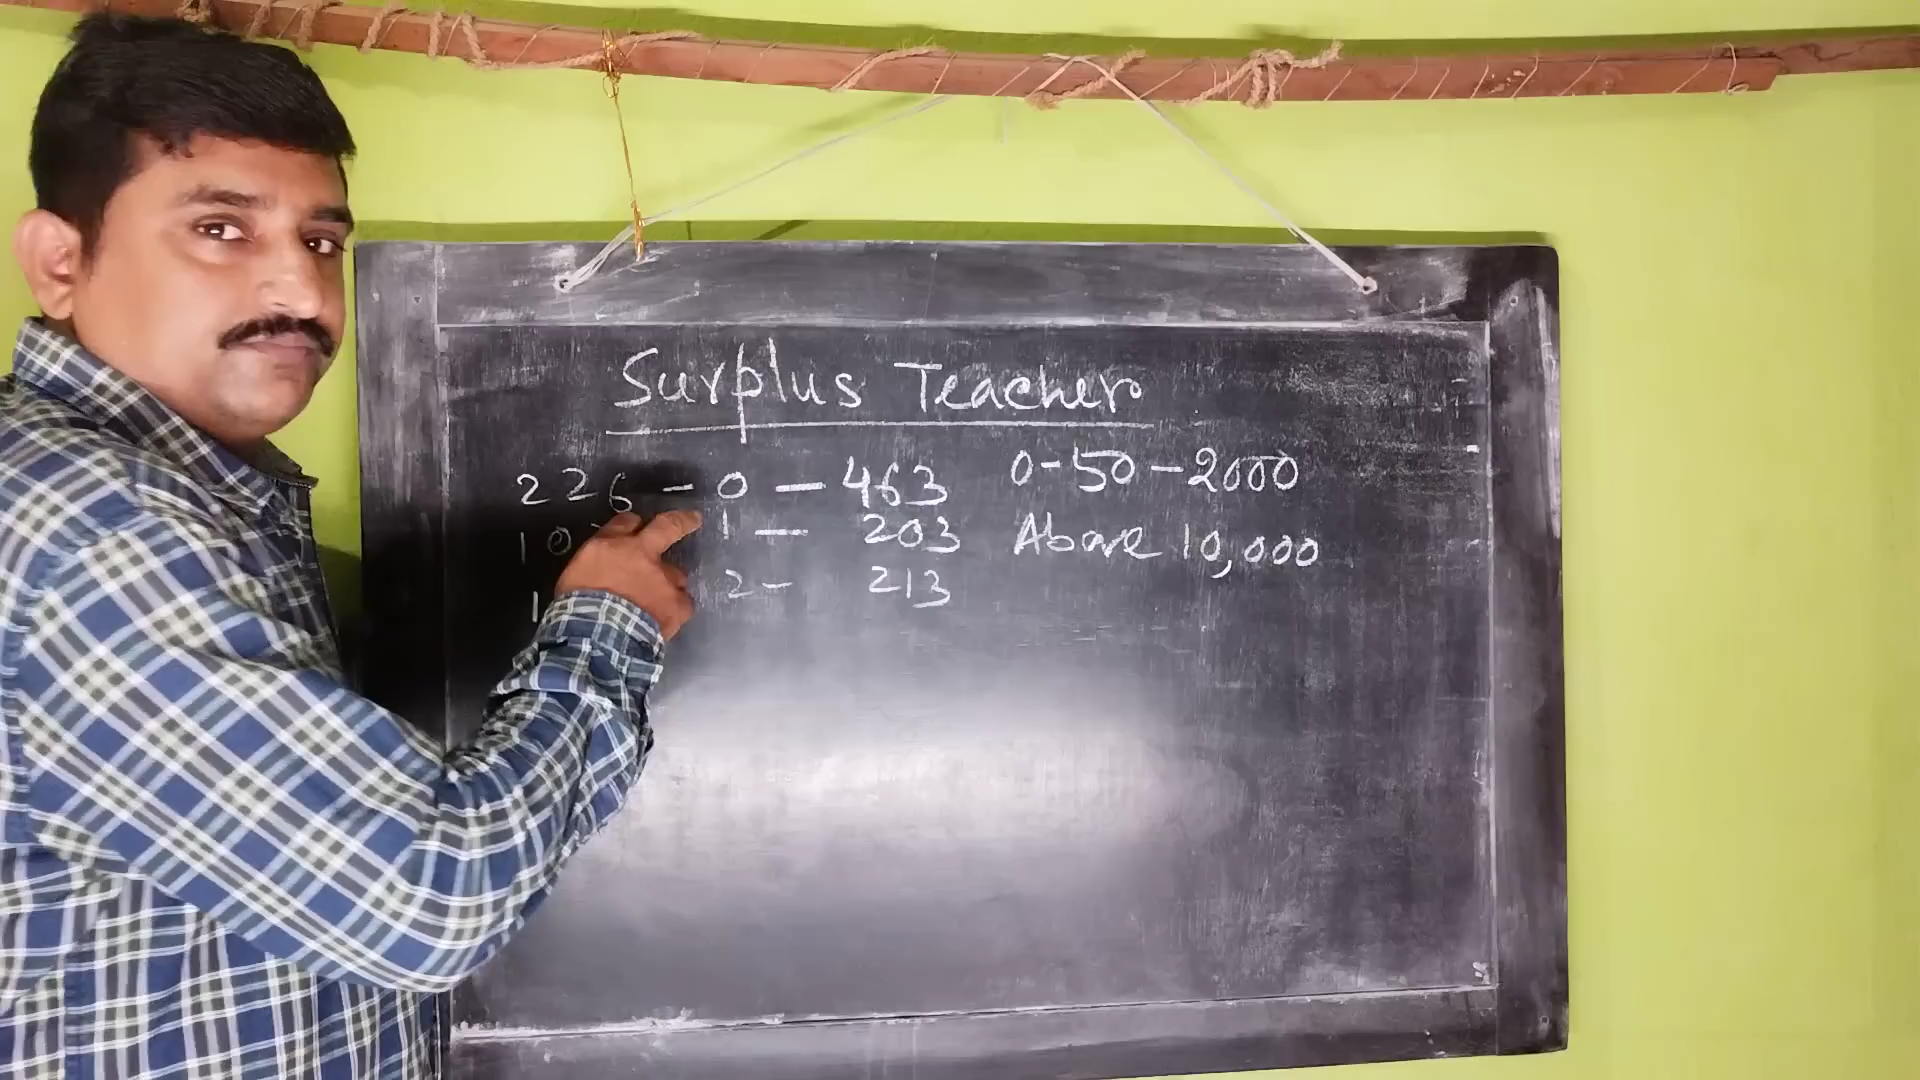 Surplus Teacher
226 - 0 - 463 0-50-2000
1 - 203 Above 10,000
2 - 213